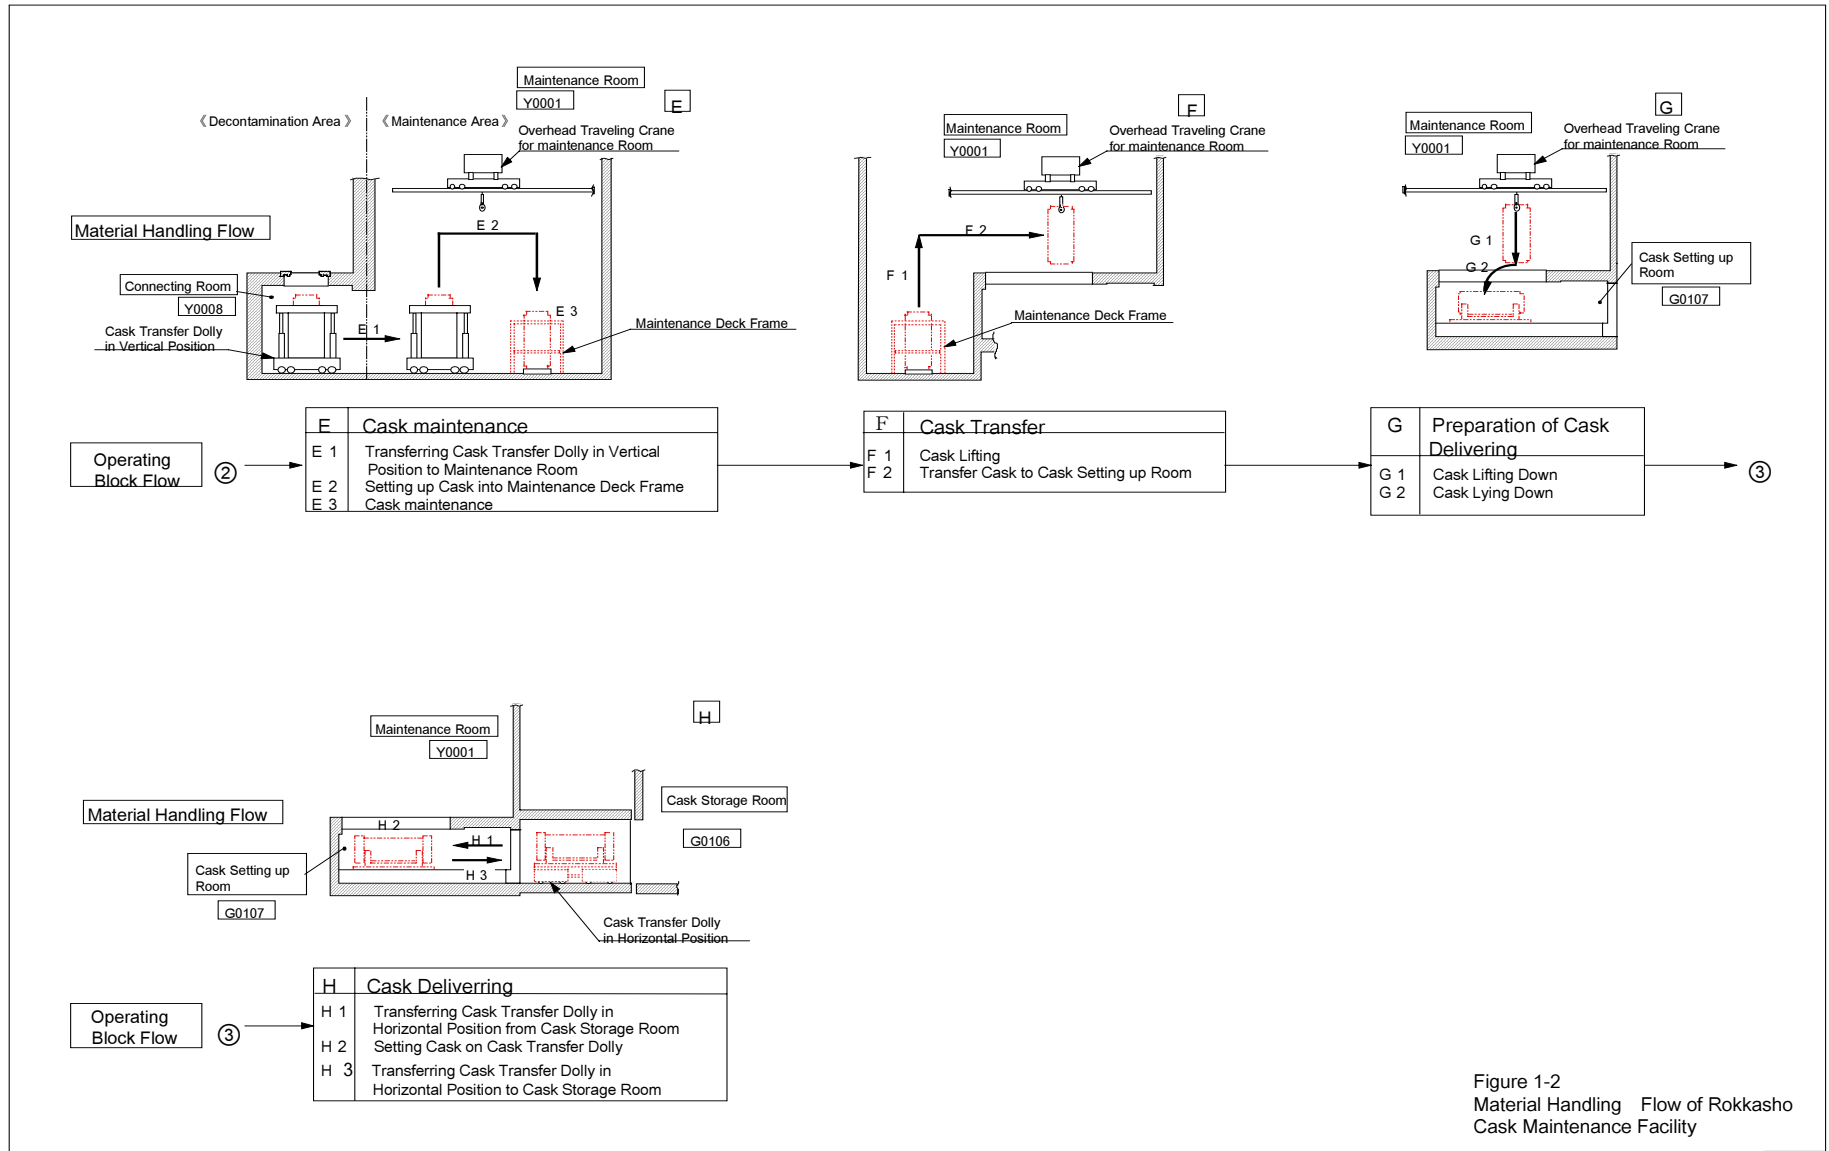 Maintenance Room
Y0001
E
《 Decontamination Area 》
《 Maintenance Area 》
Overhead Traveling Crane
for maintenance Room
Material Handling Flow
E 2
Connecting Room
Y0008
Cask Transfer Dolly
in Vertical Position
E 1
E 3
Maintenance Deck Frame
F
Maintenance Room
Y0001
Overhead Traveling Crane
for maintenance Room
F 2
F 1
Maintenance Deck Frame
G
Maintenance Room
Y0001
Overhead Traveling Crane
for maintenance Room
G 1
G 2
Cask Setting up
Room
G0107
Operating
Block Flow
②
E Cask maintenance
E 1 Transferring Cask Transfer Dolly in Vertical
Position to Maintenance Room
E 2 Setting up Cask into Maintenance Deck Frame
E 3 Cask maintenance
F Cask Transfer
F 1 Cask Lifting
F 2 Transfer Cask to Cask Setting up Room
G Preparation of Cask
Delivering
G 1 Cask Lifting Down
G 2 Cask Lying Down
③
H
Maintenance Room
Y0001
Cask Storage Room
G0106
Material Handling Flow
H 2
H 1
H 3
Cask Setting up
Room
G0107
Cask Transfer Dolly
in Horizontal Position
Operating
Block Flow
③
H Cask Deliverring
H 1 Transferring Cask Transfer Dolly in
Horizontal Position from Cask Storage Room
H 2 Setting Cask on Cask Transfer Dolly
H 3 Transferring Cask Transfer Dolly in
Horizontal Position to Cask Storage Room
Figure 1-2
Material Handling Flow of Rokkasho
Cask Maintenance Facility